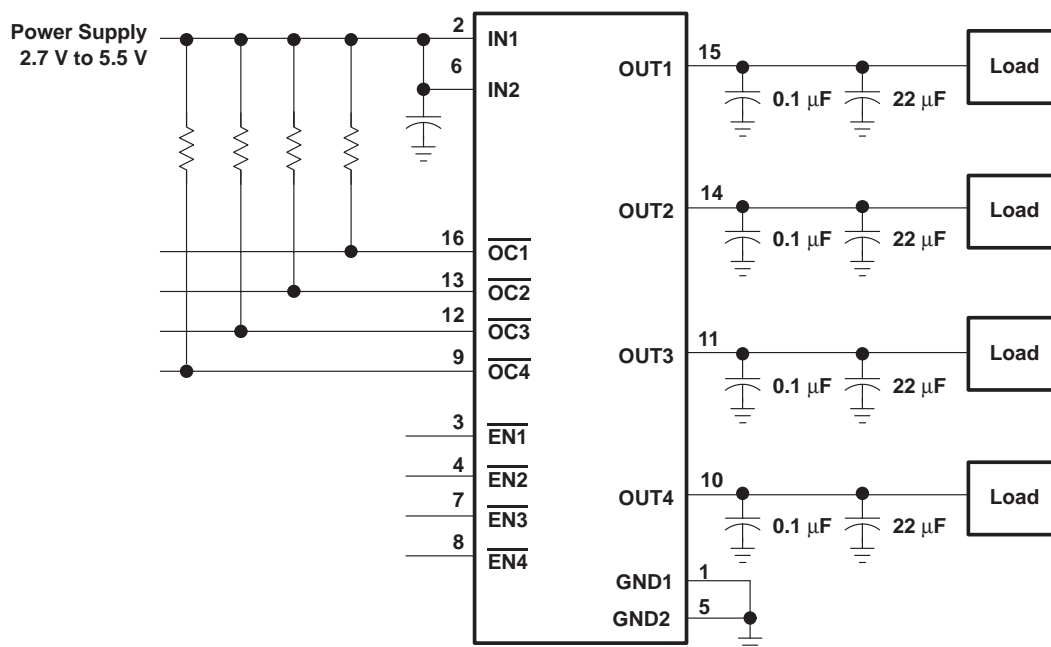 Power Supply
2.7 V to 5.5 V
2
IN1
6
IN2
16
OC1
13
OC2
12
OC3
9
OC4
3
EN1
4
EN2
7
EN3
8
EN4
OUT1
15
0.1 μF
22 μF
Load
OUT2
14
0.1 μF
22 μF
Load
OUT3
11
0.1 μF
22 μF
Load
OUT4
10
0.1 μF
22 μF
Load
GND1
1
GND2
5